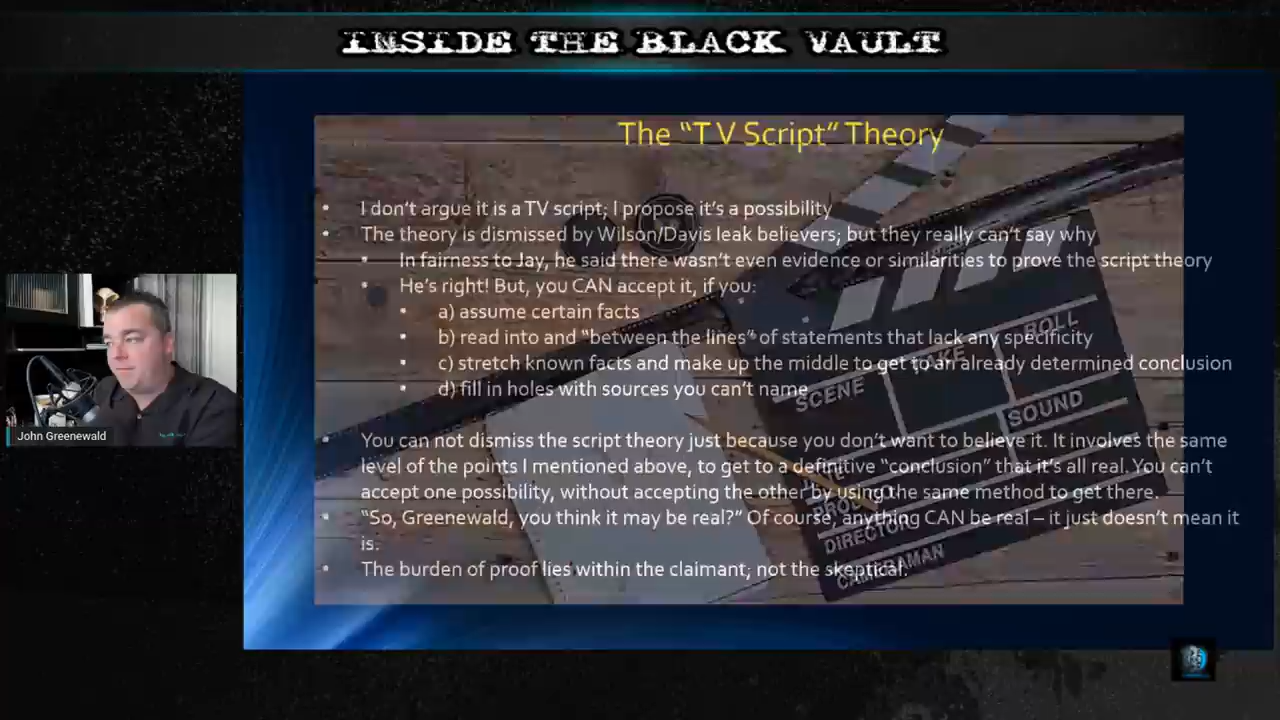 INSIDE THE BLACK VAULT
The “TV Script” Theory
• I don’t argue it is a TV script; I propose it’s a possibility
• The theory is dismissed by Wilson/Davis leak believers; but they really can’t say why
• In fairness to Jay, he said there wasn’t even evidence or similarities to prove the script theory
• He’s right! But, you CAN accept it, if you:
• a) assume certain facts
• b) read into and “between the lines” of statements that lack any specificity
• c) stretch known facts and make up the middle to get to an already determined conclusion
• d) fill in holes with sources you can’t name
• You can not dismiss the script theory just because you don’t want to believe it. It involves the same
level of the points I mentioned above, to get to a definitive “conclusion” that it’s all real. You can’t
accept one possibility, without accepting the other by using the same method to get there.
• “So, Greenewald, you think it may be real?” Of course, anything CAN be real – it just doesn’t mean it
is.
• The burden of proof lies within the claimant; not the skeptical.
ROLL
TAKE
SCENE
SOUND
DIRECTOR
CAMERAMAN
John Greenewald